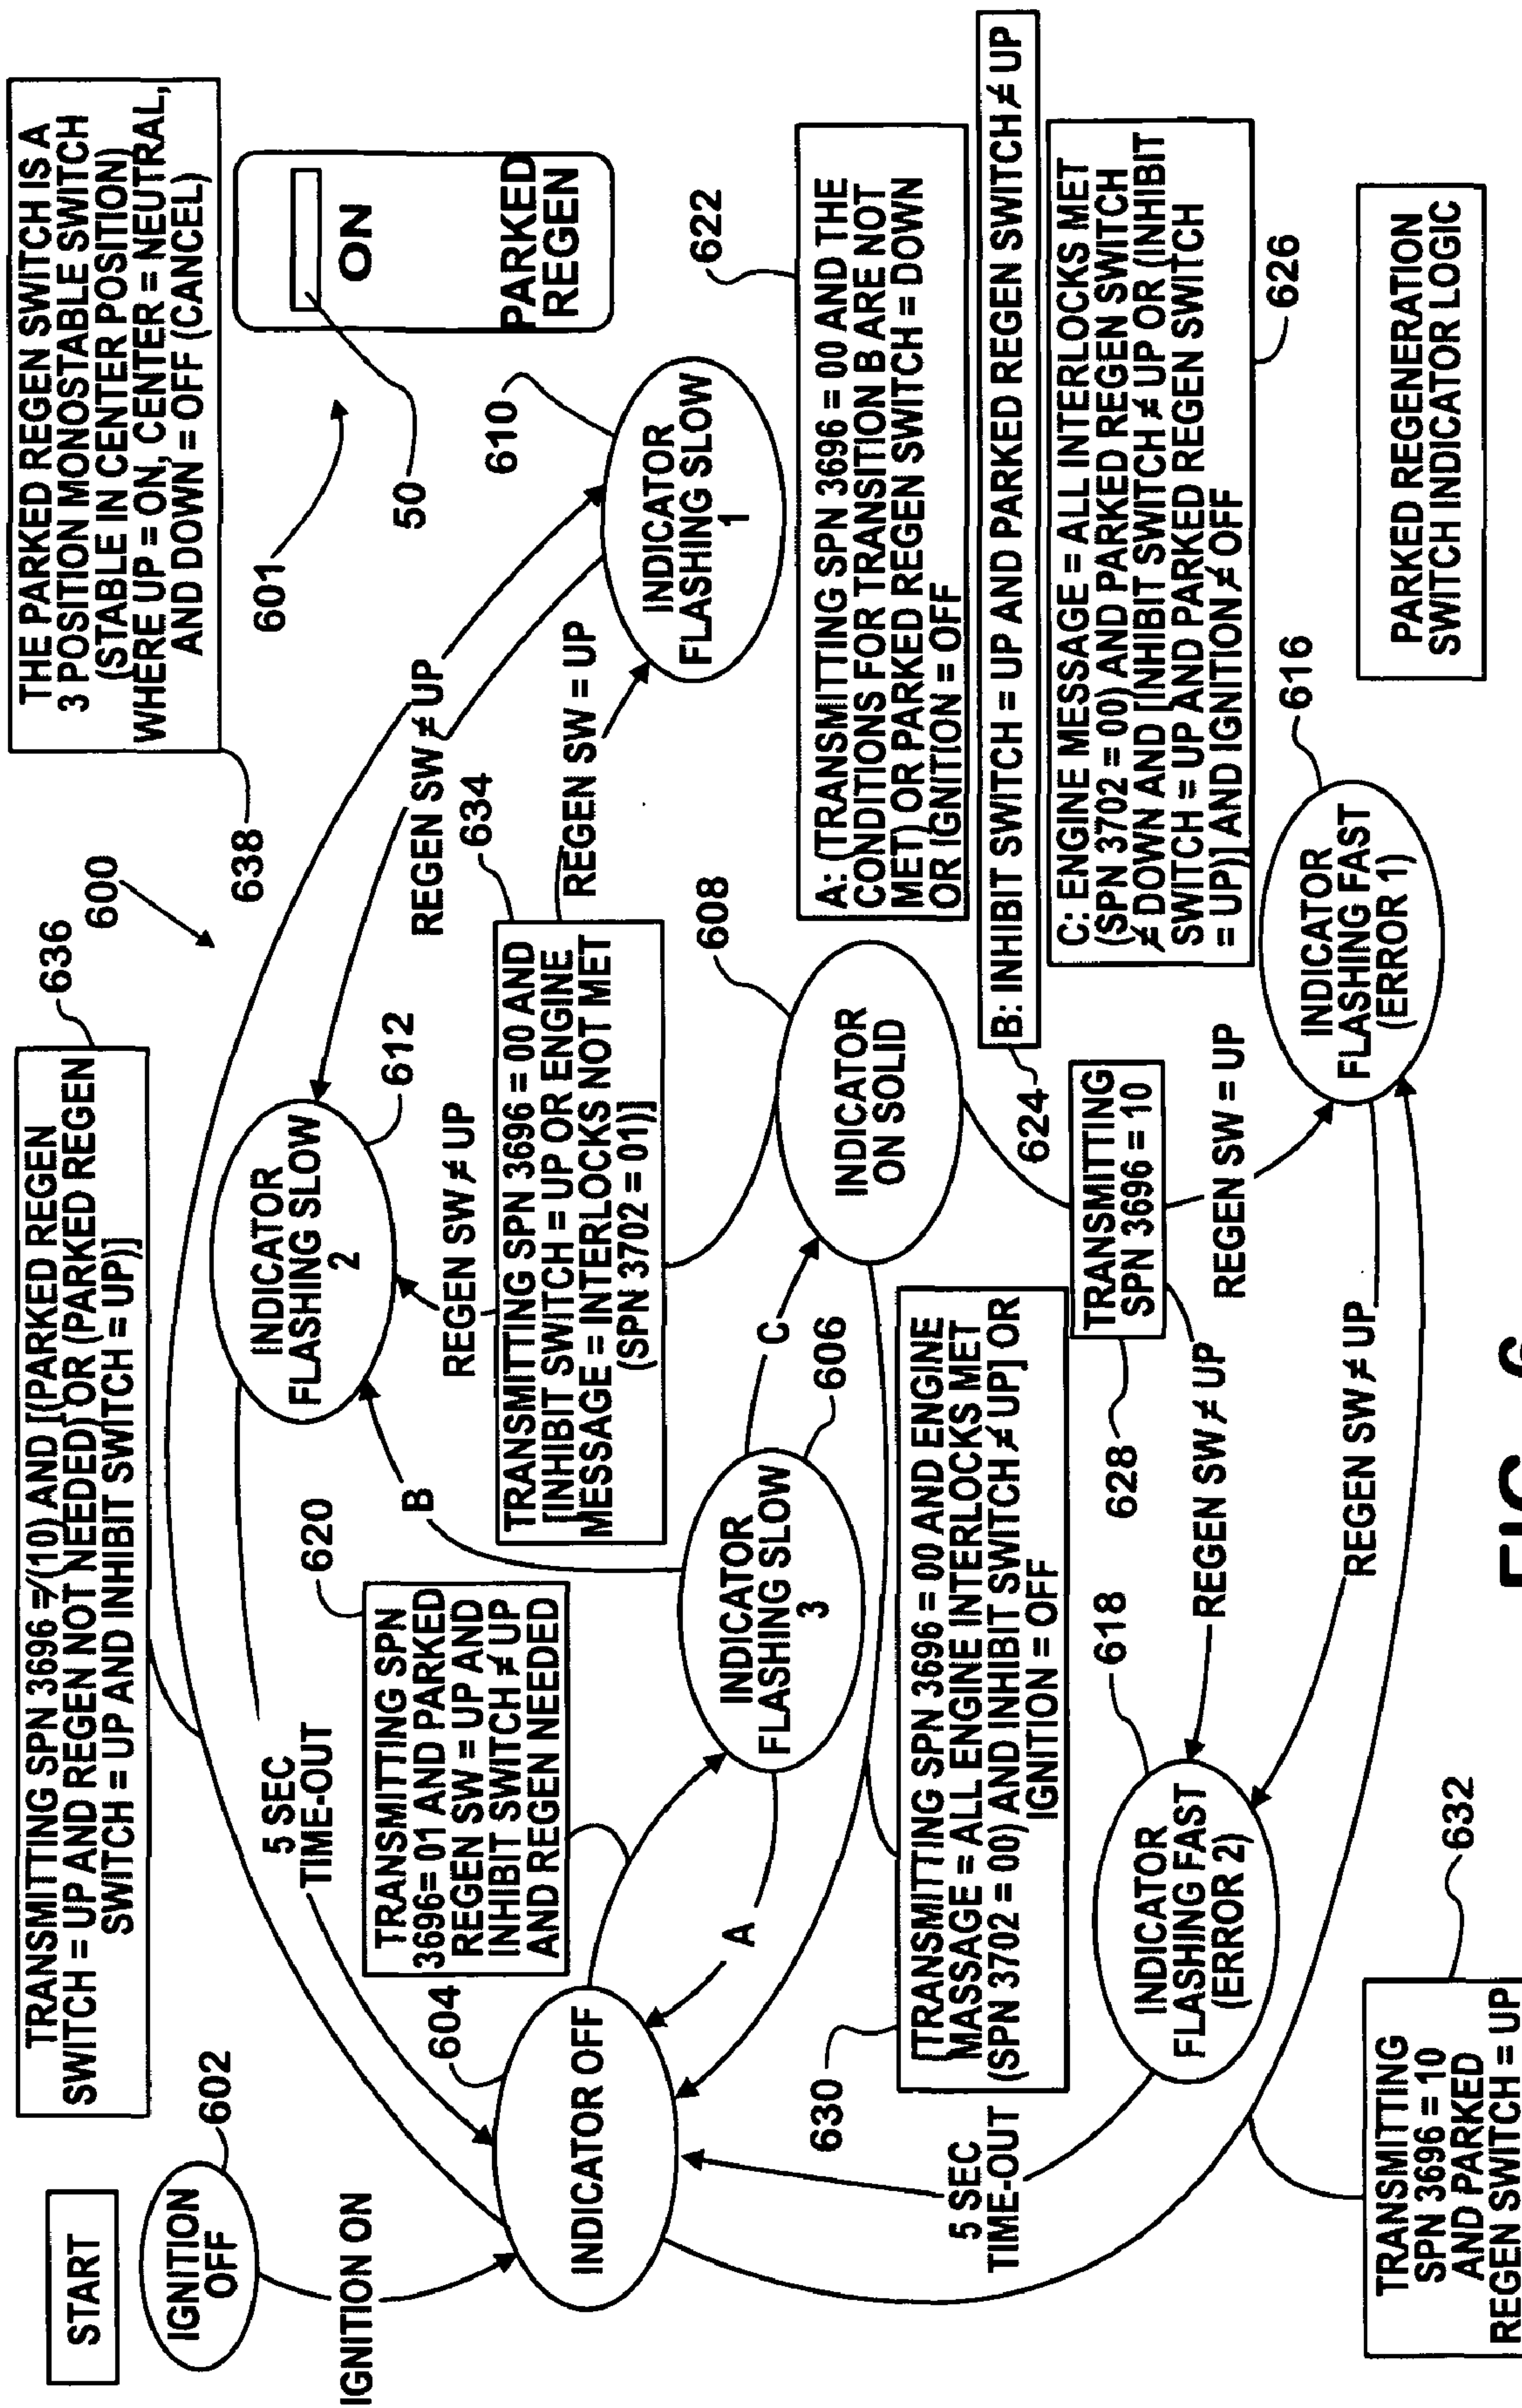 START
IGNITION
OFF
602
IGNITION ON
TRANSMITTING SPN 3696 ≠ (10) AND [(PARKED REGEN
SWITCH = UP AND REGEN NOT NEEDED) OR (PARKED REGEN
SWITCH = UP AND INHIBIT SWITCH = UP)]
636
600
THE PARKED REGEN SWITCH IS A
3 POSITION MONOSTABLE SWITCH
(STABLE IN CENTER POSITION)
WHERE UP = ON, CENTER = NEUTRAL,
AND DOWN = OFF (CANCEL)
638
601
ON
PARKED
REGEN
50
5 SEC
TIME-OUT
INDICATOR
FLASHING SLOW
2
612
REGEN SW ≠ UP
INDICATOR OFF
604
TRANSMITTING SPN
3696= 01 AND PARKED
REGEN SW = UP AND
INHIBIT SWITCH ≠ UP
AND REGEN NEEDED
620
B
REGEN SW ≠ UP
TRANSMITTING SPN 3696 = 00 AND
[INHIBIT SWITCH = UP OR ENGINE
MESSAGE = INTERLOCKS NOT MET
(SPN 3702 = 01)]
634
REGEN SW = UP
INDICATOR
FLASHING SLOW
1
610
A
INDICATOR
FLASHING SLOW
3
606
C
INDICATOR
ON SOLID
608
A: (TRANSMITTING SPN 3696 = 00 AND THE
CONDITIONS FOR TRANSITION B ARE NOT
MET) OR PARKED REGEN SWITCH = DOWN
OR IGNITION = OFF
622
B: INHIBIT SWITCH = UP AND PARKED REGEN SWITCH ≠ UP
624
C: ENGINE MESSAGE = ALL INTERLOCKS MET
(SPN 3702 = 00) AND PARKED REGEN SWITCH
≠ DOWN AND [INHIBIT SWITCH ≠ UP OR (INHIBIT
SWITCH = UP AND PARKED REGEN SWITCH
= UP)] AND IGNITION ≠ OFF
626
[TRANSMITTING SPN 3696 = 00 AND ENGINE
MASSAGE = ALL ENGINE INTERLOCKS MET
(SPN 3702 = 00) AND INHIBIT SWITCH ≠ UP] OR
IGNITION = OFF
630
5 SEC
TIME-OUT
TRANSMITTING
SPN 3696 = 10
628
REGEN SW ≠ UP
REGEN SW = UP
INDICATOR
FLASHING FAST
(ERROR 2)
618
INDICATOR
FLASHING FAST
(ERROR 1)
616
REGEN SW ≠ UP
TRANSMITTING
SPN 3696 = 10
AND PARKED
REGEN SWITCH = UP
632
PARKED REGENERATION
SWITCH INDICATOR LOGIC
FIG. 6